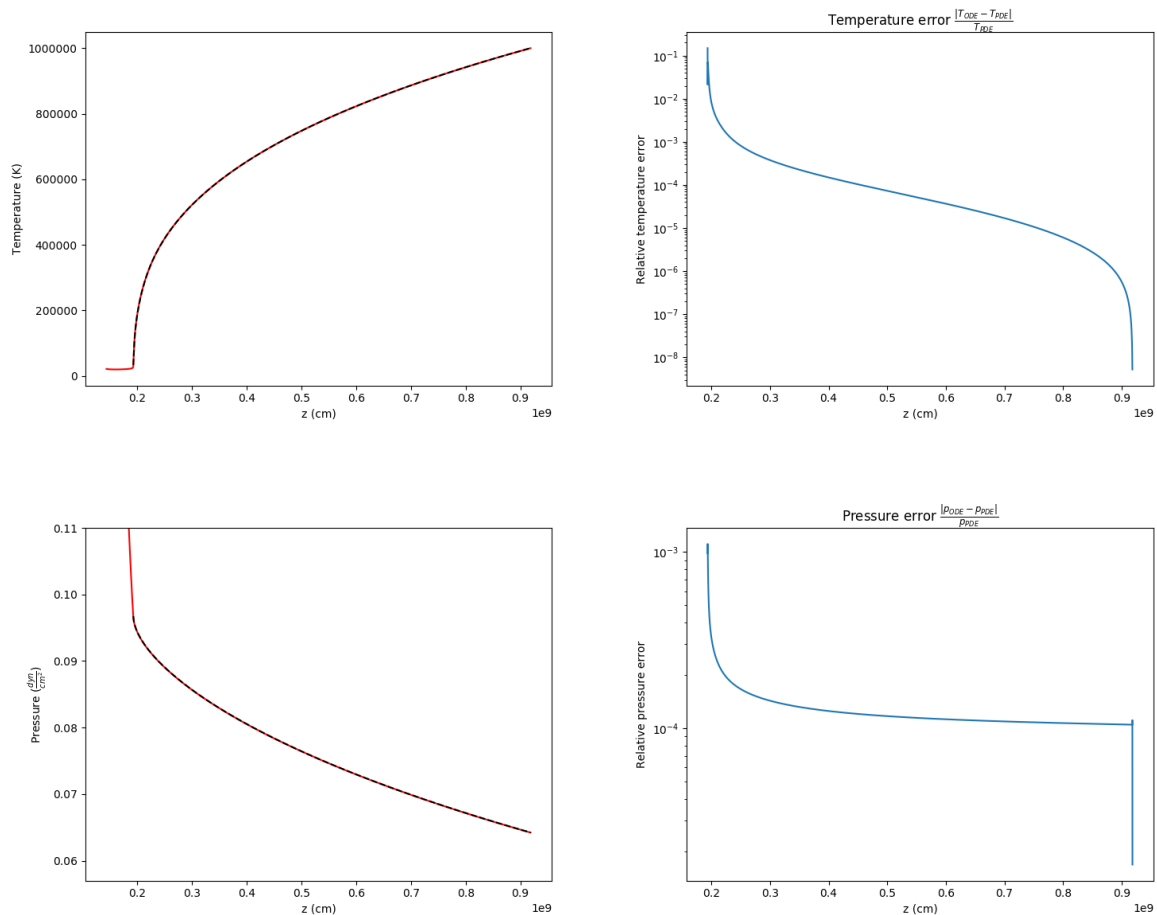 1000000
800000
600000
400000
200000
0
Temperature (K)
0.2 0.3 0.4 0.5 0.6 0.7 0.8 0.9
1e9
z (cm)
Temperature error |T_ODE − T_PDE| / T_PDE
10^−1
10^−2
10^−3
10^−4
10^−5
10^−6
10^−7
10^−8
Relative temperature error
0.2 0.3 0.4 0.5 0.6 0.7 0.8 0.9
1e9
z (cm)
0.11
0.10
0.09
0.08
0.07
0.06
Pressure (dyn/cm²)
0.2 0.3 0.4 0.5 0.6 0.7 0.8 0.9
1e9
z (cm)
Pressure error |p_ODE − p_PDE| / p_PDE
10^−3
10^−4
Relative pressure error
0.2 0.3 0.4 0.5 0.6 0.7 0.8 0.9
1e9
z (cm)